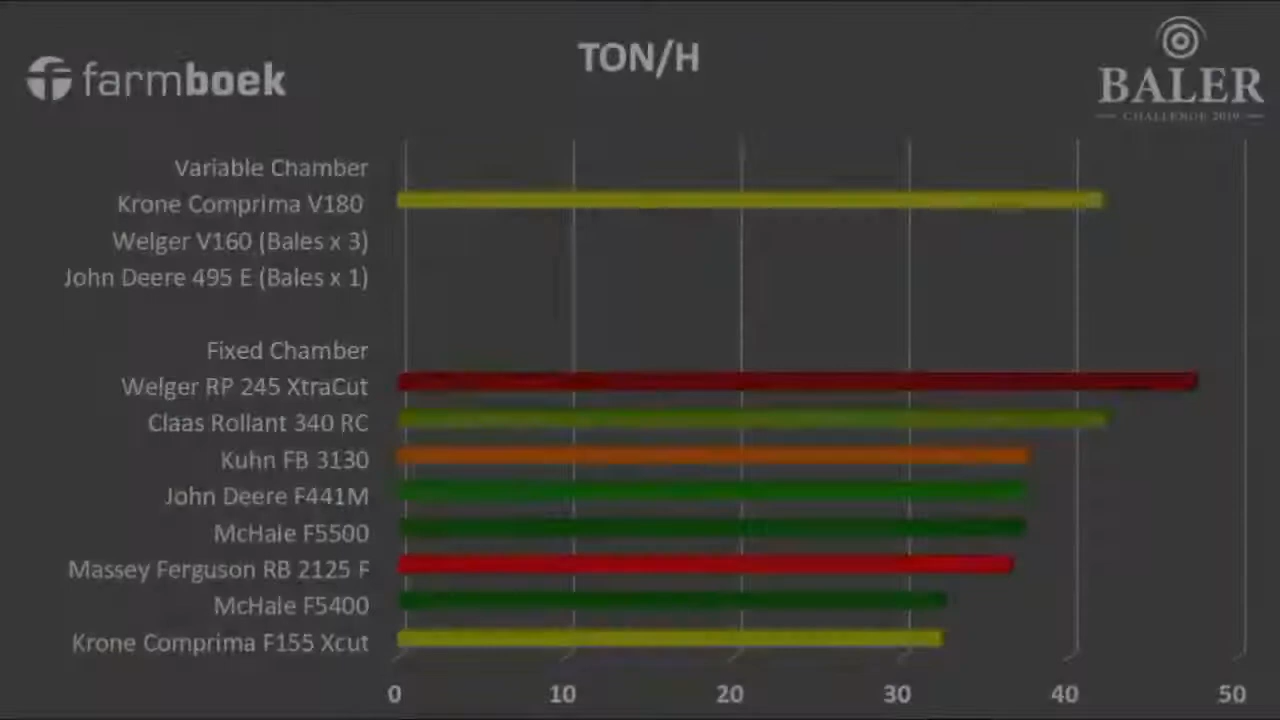 farmboek
TON/H
BALER
CHALLENGE 2019
Variable Chamber
Krone Comprima V180
Welger V160 (Bales x 3)
John Deere 495 E (Bales x 1)
Fixed Chamber
Welger RP 245 XtraCut
Claas Rollant 340 RC
Kuhn FB 3130
John Deere F441M
McHale F5500
Massey Ferguson RB 2125 F
McHale F5400
Krone Comprima F155 Xcut
0 10 20 30 40 50